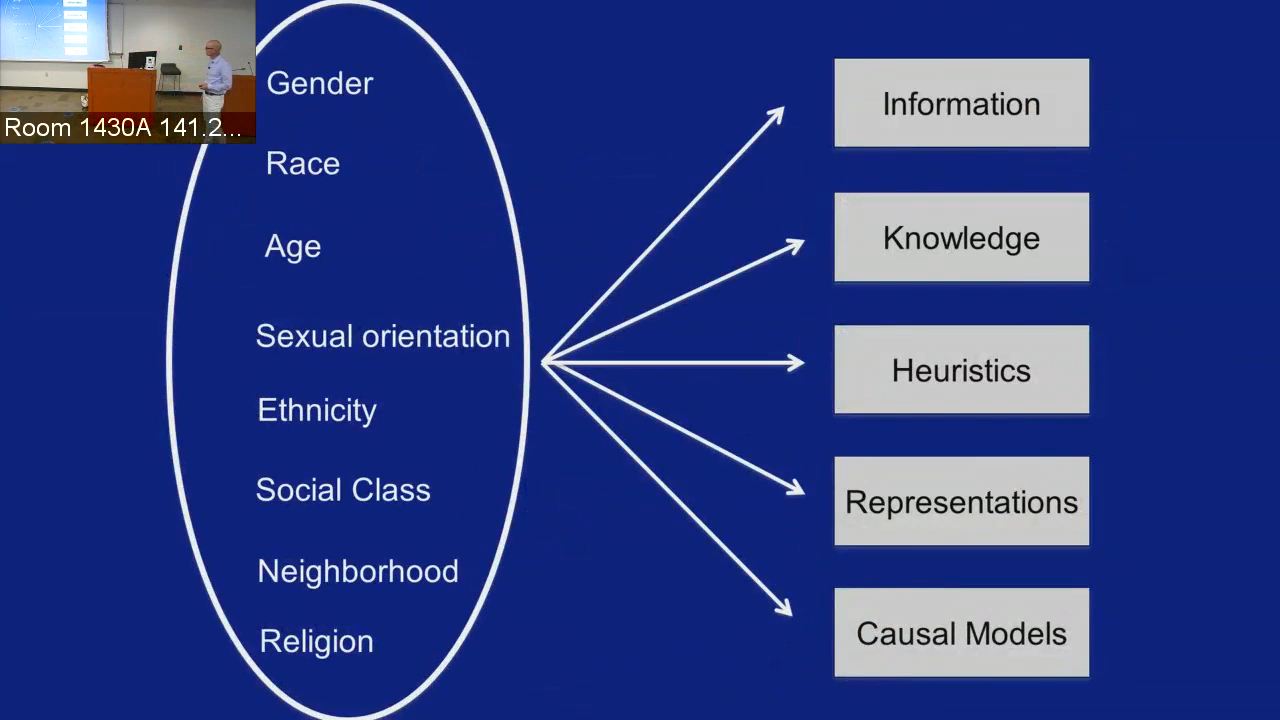 Room 1430A 141.2...
Gender
Race
Age
Sexual orientation
Ethnicity
Social Class
Neighborhood
Religion
Information
Knowledge
Heuristics
Representations
Causal Models